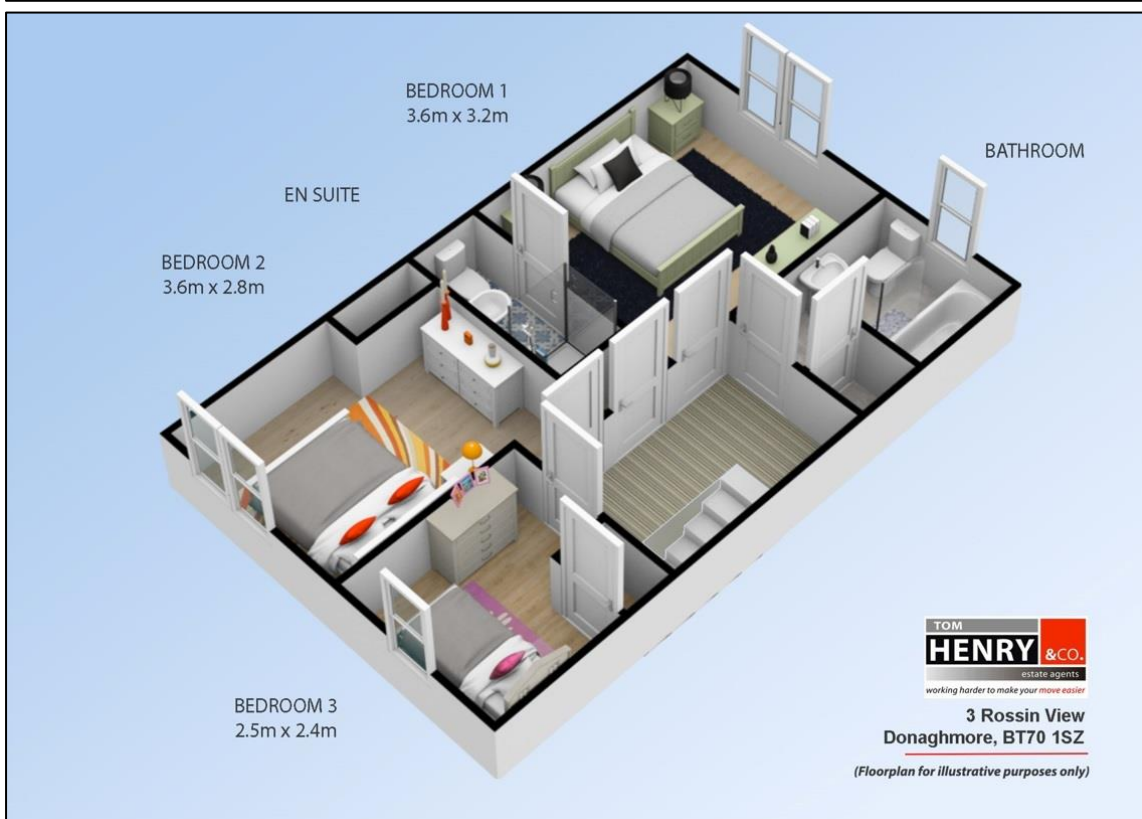 BEDROOM 1
3.6m x 3.2m
BATHROOM
EN SUITE
BEDROOM 2
3.6m x 2.8m
BEDROOM 3
2.5m x 2.4m
TOM
HENRY &CO.
estate agents
working harder to make your move easier
3 Rossin View
Donaghmore, BT70 1SZ
(Floorplan for illustrative purposes only)